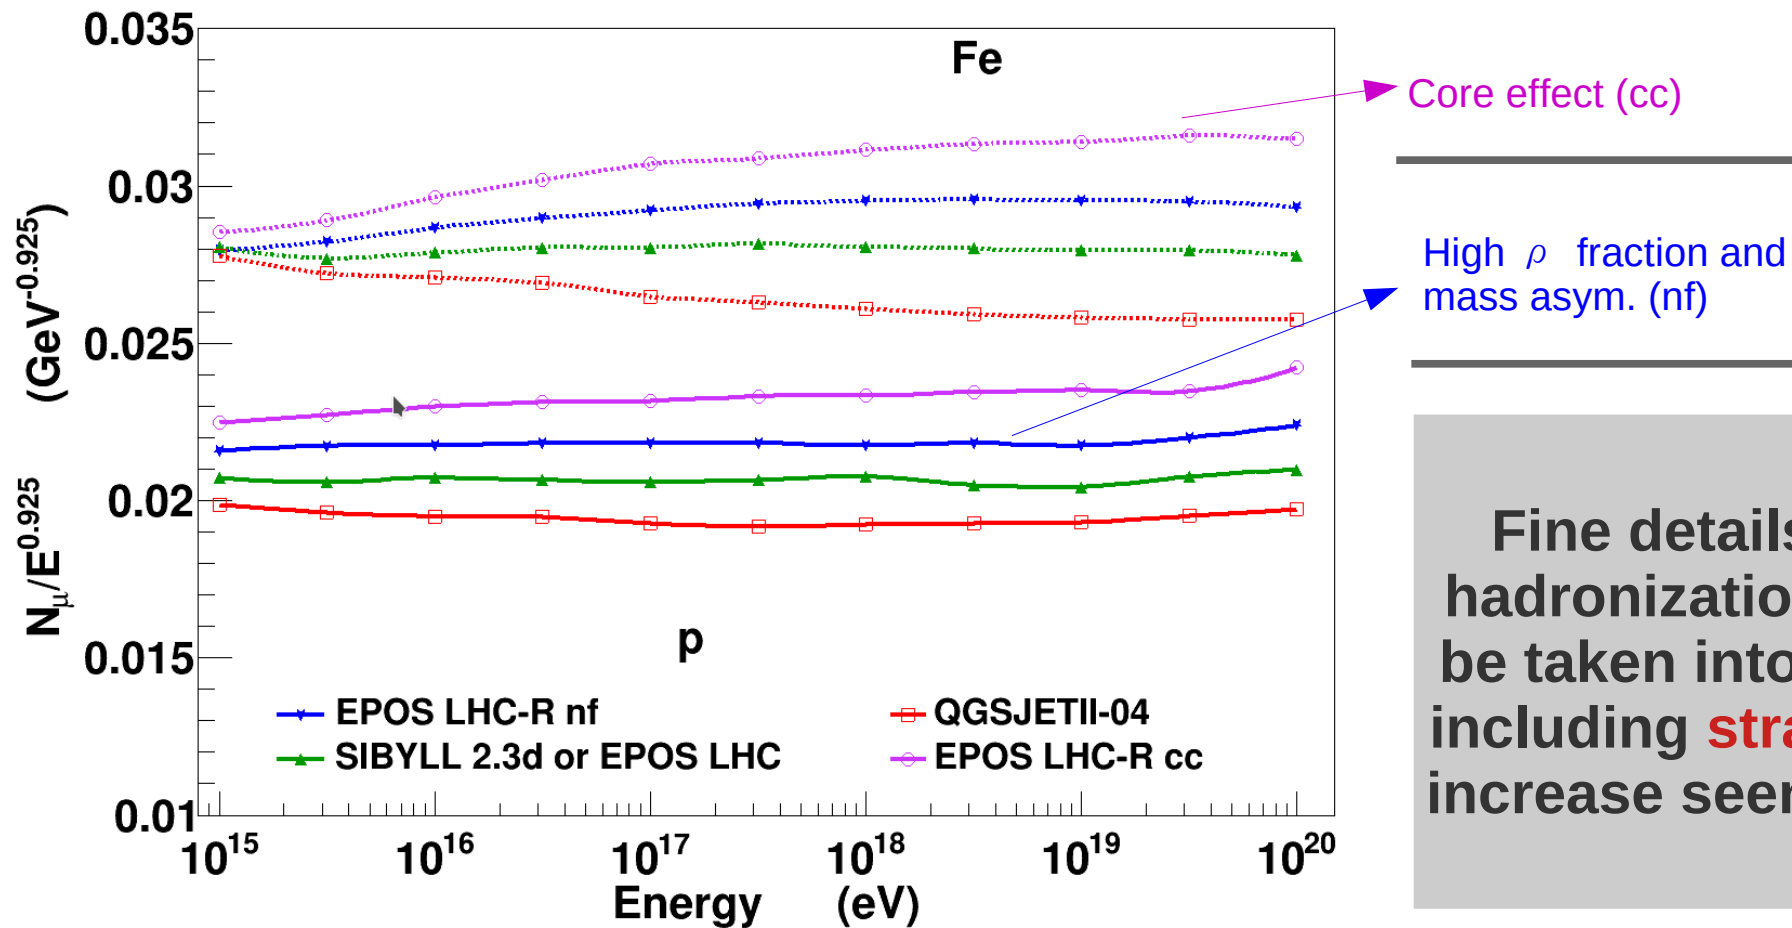 0.035
0.03
0.025
0.02
0.015
0.01
N_μ/E^0.925 (GeV^-0.925)
Fe
p
EPOS LHC-R nf
QGSJETII-04
SIBYLL 2.3d or EPOS LHC
EPOS LHC-R cc
10^15 10^16 10^17 10^18 10^19 10^20
Energy (eV)
Core effect (cc)
High ρ fraction and
mass asym. (nf)
Fine details
hadronizatio
be taken into
including stra
increase seen